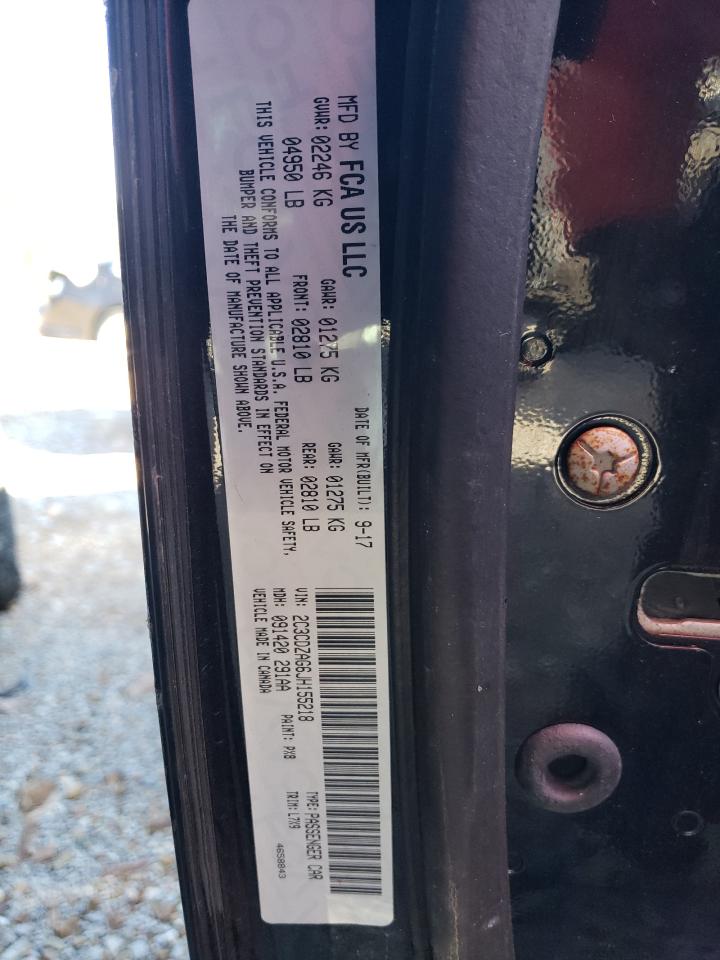 MFD BY FCA US LLC
DATE OF MFR(BUILT): 9-17
GVWR: 02246 KG
GAWR: 01275 KG
GAWR: 01275 KG
04950 LB
FRONT: 02810 LB
REAR: 02810 LB
THIS VEHICLE CONFORMS TO ALL APPLICABLE U.S.A. FEDERAL MOTOR VEHICLE SAFETY,
BUMPER AND THEFT PREVENTION STANDARDS IN EFFECT ON
THE DATE OF MANUFACTURE SHOWN ABOVE.
VIN: 2C3CDZAG6JH155218
TYPE: PASSENGER CAR
MDH: 091420 291AA
PAINT: PX8
TRIM: L7X9
VEHICLE MADE IN CANADA
4658843